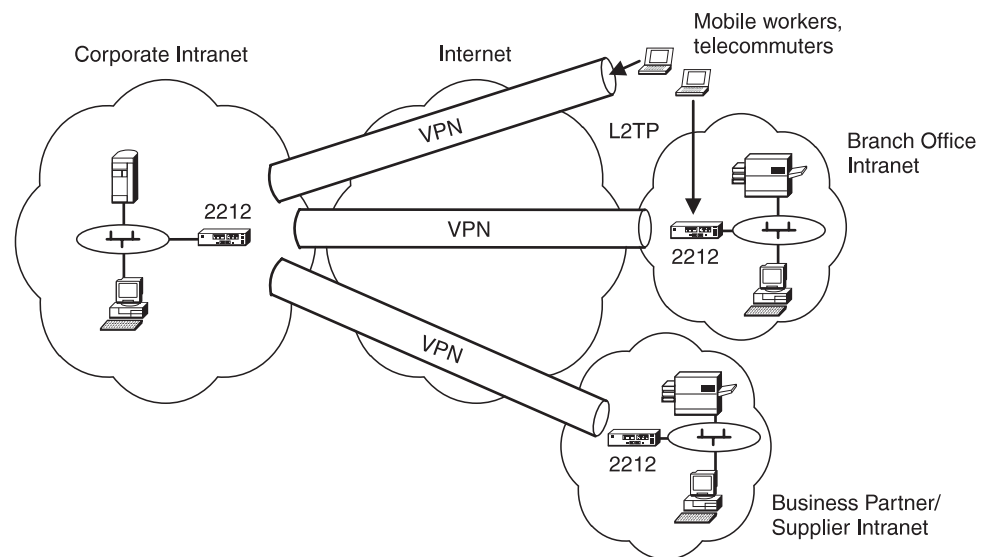 Mobile workers,
telecommuters
Corporate Intranet
Internet
VPN
L2TP
Branch Office
Intranet
2212
VPN
2212
VPN
2212
Business Partner/
Supplier Intranet